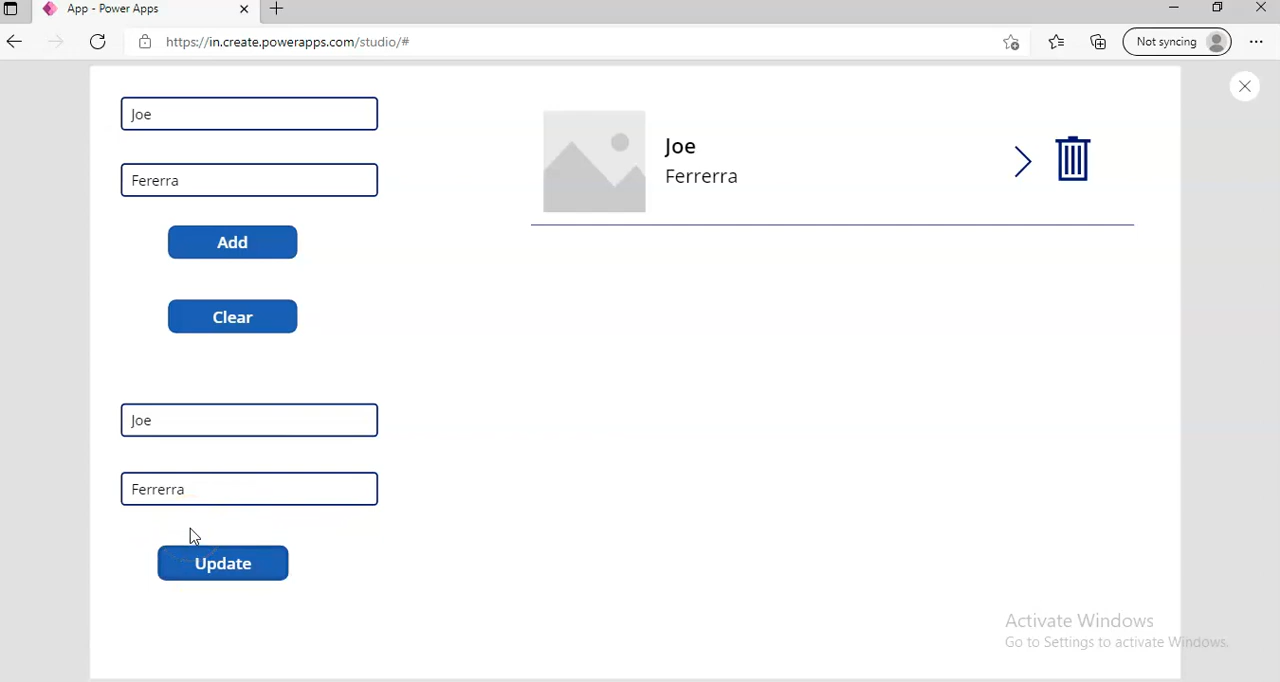 App - Power Apps
https://in.create.powerapps.com/studio/#
Not syncing
Joe
Fererra
Add
Clear
Joe
Ferrerra
Update
Joe
Ferrerra
Activate Windows
Go to Settings to activate Windows.